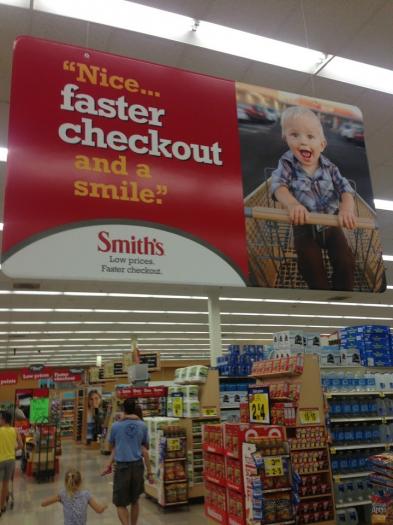 “Nice...
faster
checkout
and a
smile.”
Smith's
Low prices.
Faster checkout.